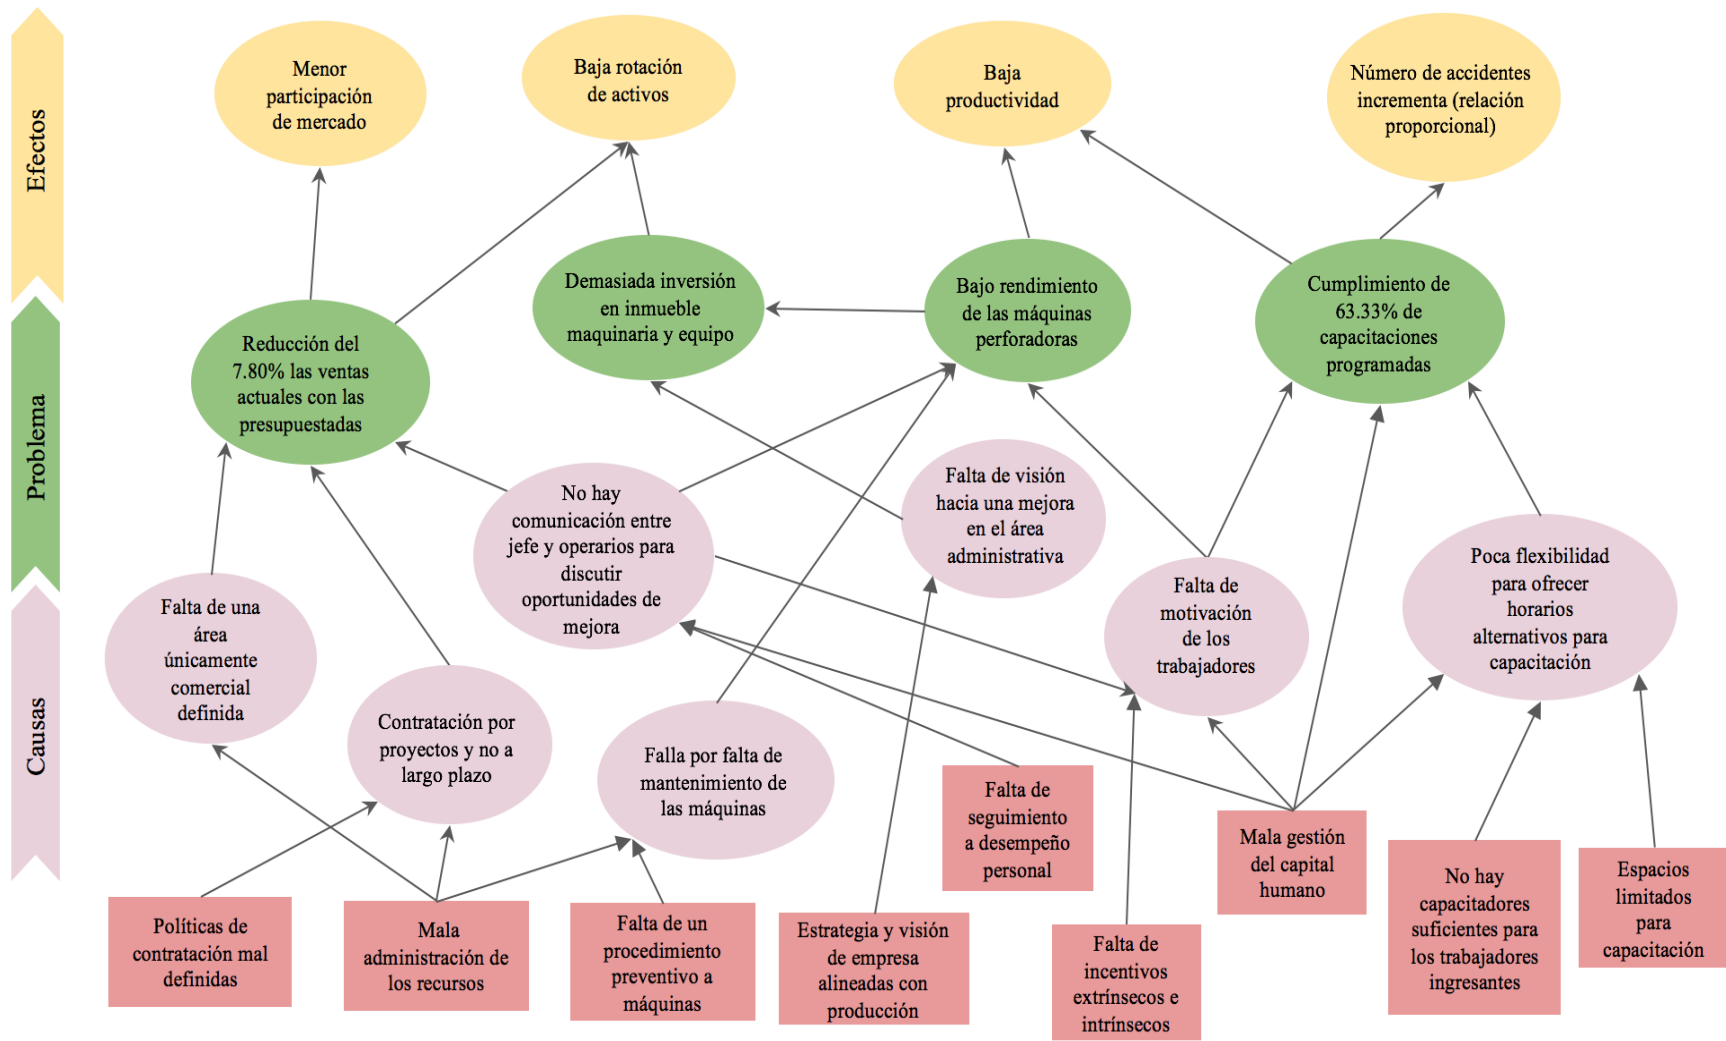 Efectos
Menor
participación
de mercado
Baja rotación
de activos
Baja
productividad
Número de accidentes
incrementa (relación
proporcional)
Problema
Reducción del
7.80% las ventas
actuales con las
presupuestadas
Demasiada inversión
en inmueble
maquinaria y equipo
Bajo rendimiento
de las máquinas
perforadoras
Cumplimiento de
63.33% de
capacitaciones
programadas
Causas
Falta de una
área
únicamente
comercial
definida
Contratación por
proyectos y no a
largo plazo
No hay
comunicación entre
jefe y operarios para
discutir
oportunidades de
mejora
Falla por falta de
mantenimiento de
las máquinas
Falta de visión
hacia una mejora
en el área
administrativa
Falta de
motivación
de los
trabajadores
Poca flexibilidad
para ofrecer
horarios
alternativos para
capacitación
Políticas de
contratación mal
definidas
Mala
administración de
los recursos
Falta de un
procedimiento
preventivo a
máquinas
Estrategia y visión
de empresa
alineadas con
producción
Falta de
seguimiento
a desempeño
personal
Falta de
incentivos
extrínsecos e
intrínsecos
Mala gestión
del capital
humano
No hay
capacitadores
suficientes para
los trabajadores
ingresantes
Espacios
limitados
para
capacitación